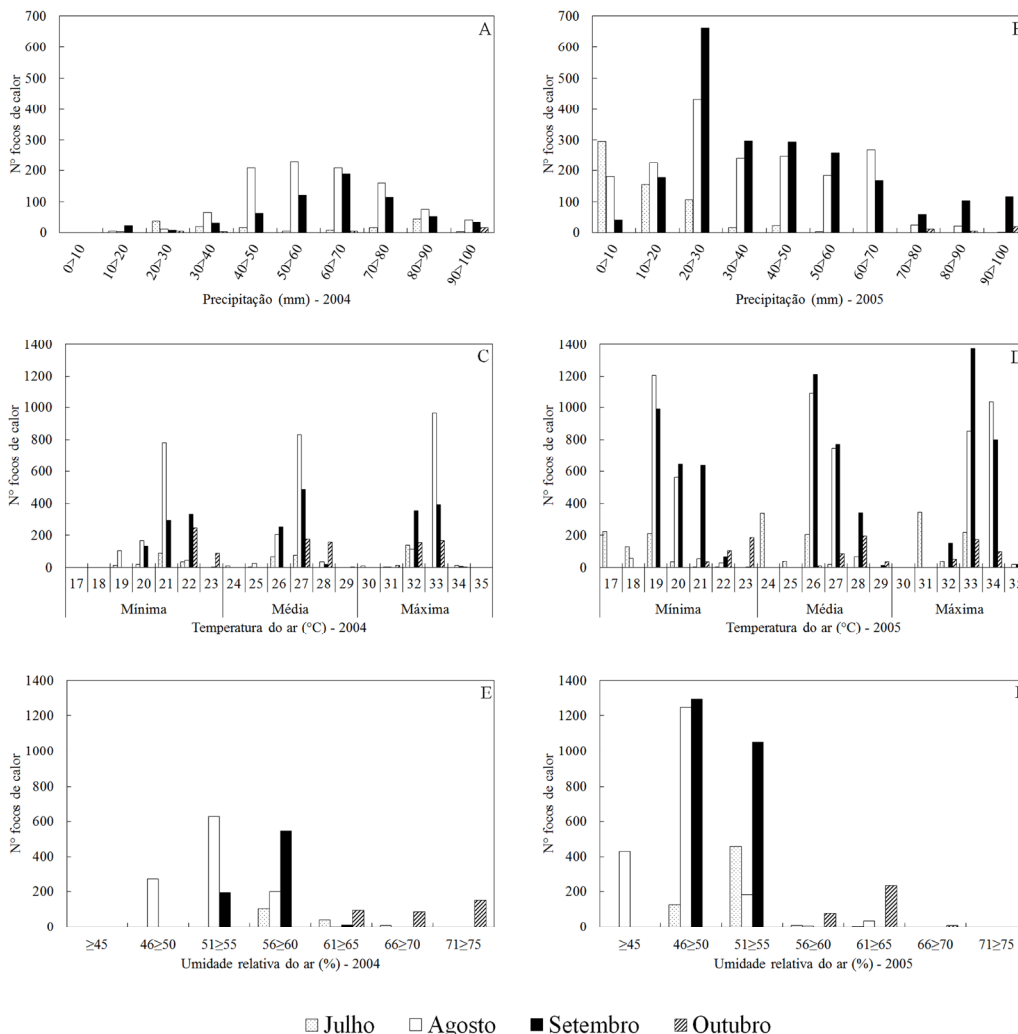 A
700
600
500
400
300
200
100
0
N° focos de calor
0>10 10>20 20>30 30>40 40>50 50>60 60>70 70>80 80>90 90>100
Precipitação (mm) - 2004
700
600
500
400
300
200
100
0
N° focos de calor
0>10 10>20 20>30 30>40 40>50 50>60 60>70 70>80 80>90 90>100
Precipitação (mm) - 2005
C
1400
1200
1000
800
600
400
200
0
N° focos de calor
17 18 19 20 21 22 23 24 25 26 27 28 29 30 31 32 33 34 35
Mínima Média Máxima
Temperatura do ar (°C) - 2004
D
1400
1200
1000
800
600
400
200
0
N° focos de calor
17 18 19 20 21 22 23 24 25 26 27 28 29 30 31 32 33 34 35
Mínima Média Máxima
Temperatura do ar (°C) - 2005
E
1400
1200
1000
800
600
400
200
0
N° focos de calor
≥45 46≥50 51≥55 56≥60 61≥65 66≥70 71≥75
Umidade relativa do ar (%) - 2004
1400
1200
1000
800
600
400
200
0
N° focos de calor
≥45 46≥50 51≥55 56≥60 61≥65 66≥70 71≥75
Umidade relativa do ar (%) - 2005
Julho Agosto Setembro Outubro